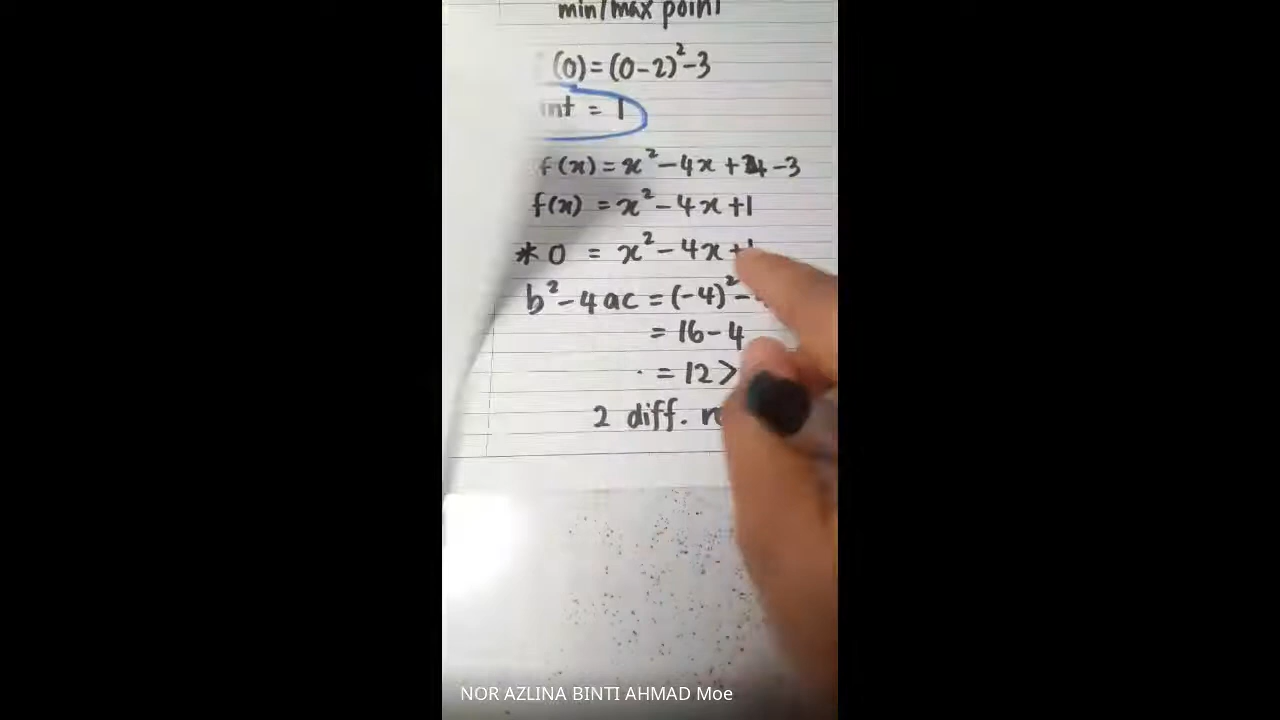 min/max point
(0) = (0-2)²-3
int = 1
f(x) = x²-4x+4-3
f(x) = x²-4x+1
* 0 = x²-4x+1
b²-4ac = (-4)²-
= 16-4
= 12 >
2 diff.
NOR AZLINA BINTI AHMAD Moe